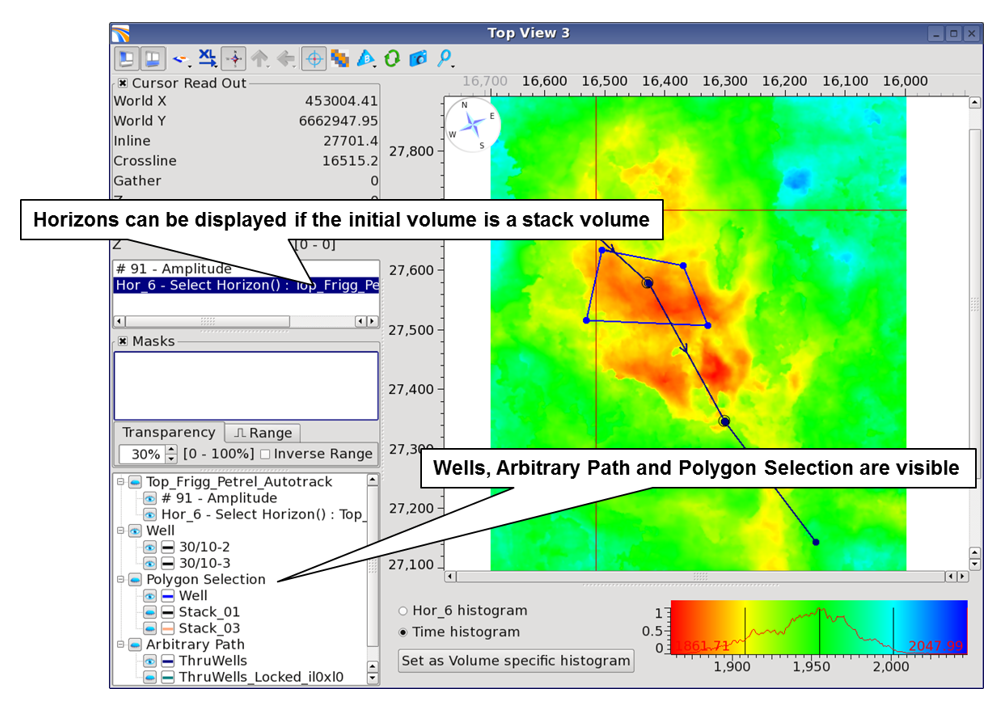 Top View 3
XL
Cursor Read Out
World X 453004.41
World Y 6662947.95
Inline 27701.4
Crossline 16515.2
Gather 0
Horizons can be displayed if the initial volume is a stack volume
Z [0 - 0]
# 91 - Amplitude
Hor_6 - Select Horizon() : Top_Frigg_Pe
Masks
Transparency Range
30% [0 - 100%] Inverse Range
Top_Frigg_Petrel_Autotrack
# 91 - Amplitude
Hor_6 - Select Horizon() : Top_
Well
30/10-2
30/10-3
Polygon Selection
Well
Stack_01
Stack_03
Arbitrary Path
ThruWells
ThruWells_Locked_il0xl0
16,700 16,600 16,500 16,400 16,300 16,200 16,100 16,000
N
E
W
S
27,800
27,600
27,500
27,400
27,300
Wells, Arbitrary Path and Polygon Selection are visible
27,200
27,100
Hor_6 histogram
Time histogram
Set as Volume specific histogram
1
0.5
0
1861.71 2047.99
1,900 1,950 2,000